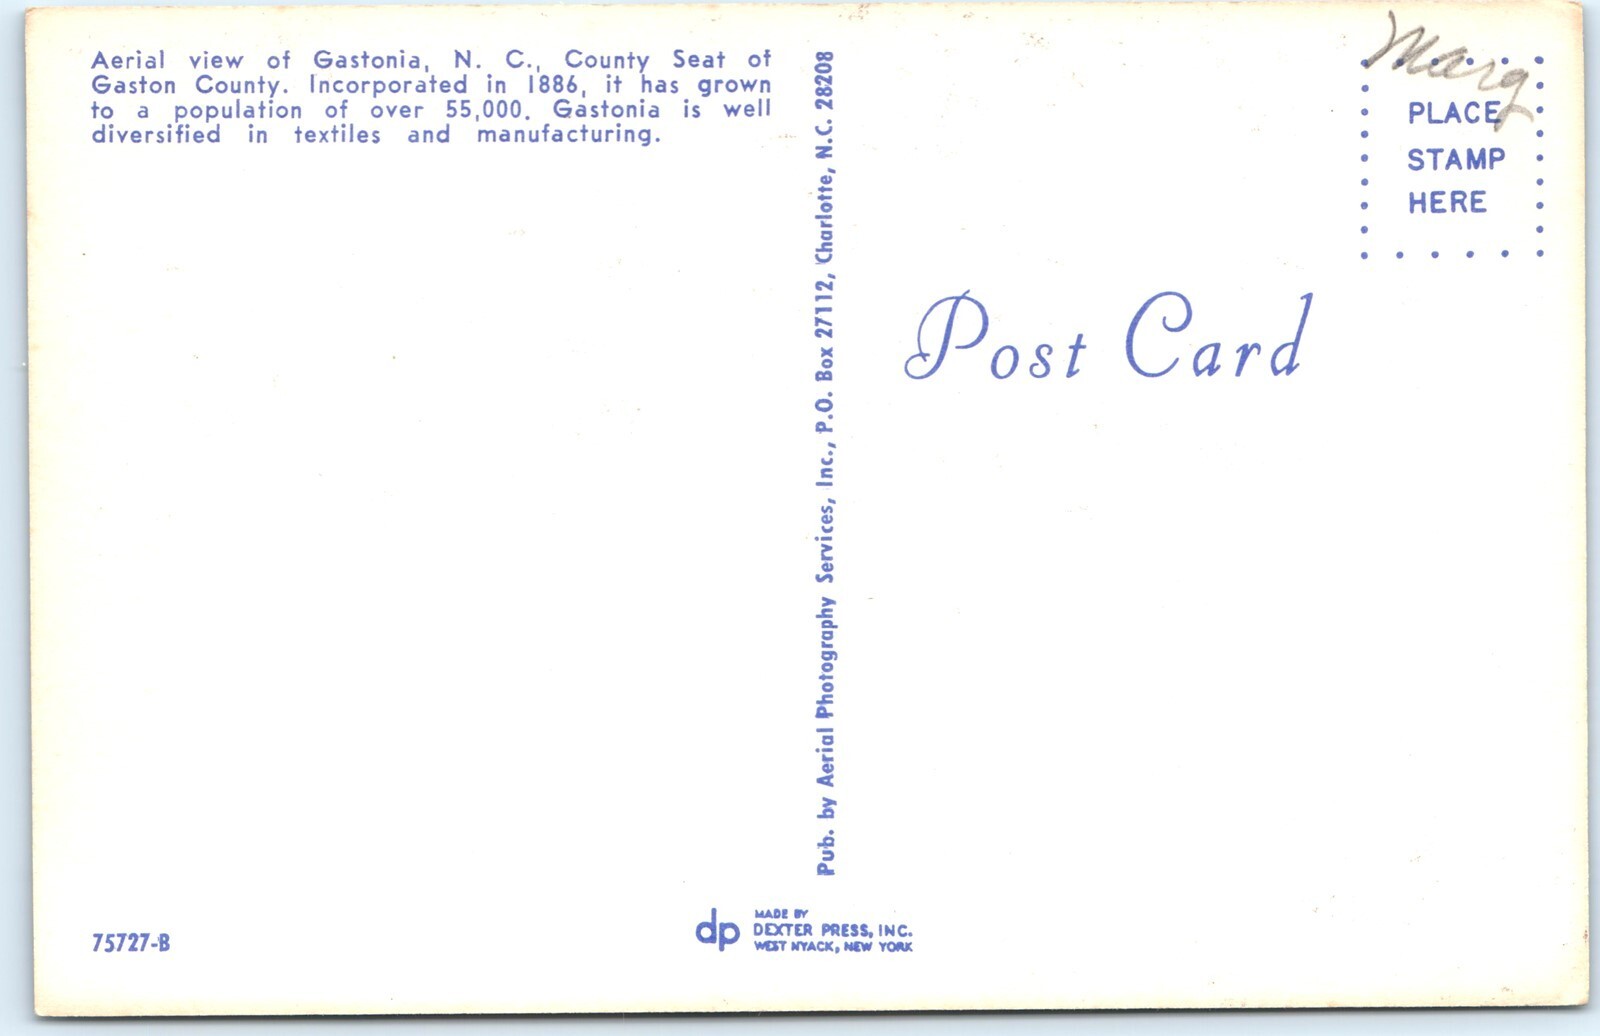 Aerial view of Gastonia, N. C., County Seat of
Gaston County. Incorporated in 1886, it has grown
to a population of over 55,000. Gastonia is well
diversified in textiles and manufacturing.
75727-B
Pub. by Aerial Photography Services, Inc., P.O. Box 27112, Charlotte, N.C. 28208
dp
MADE BY
DEXTER PRESS, INC.
WEST NYACK, NEW YORK
Marg
PLACE
STAMP
HERE
Post Card